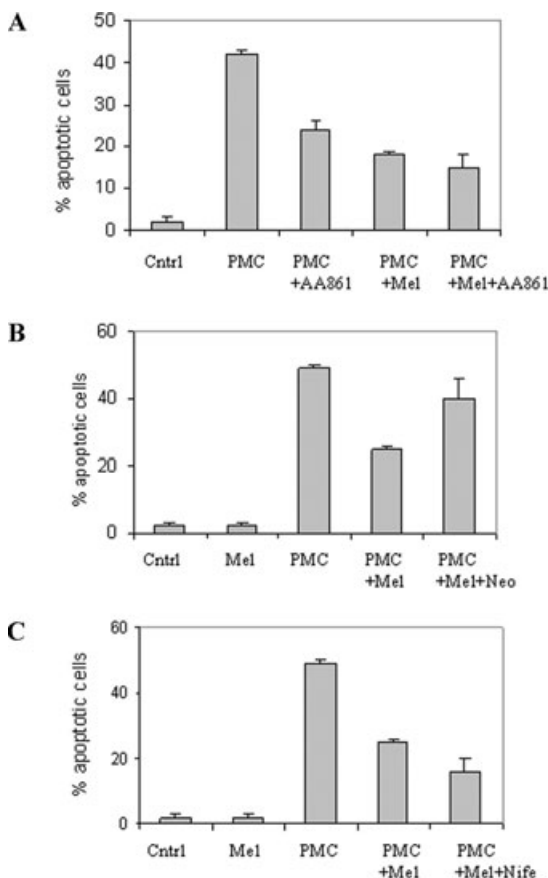 A
% apoptotic cells
50
40
30
20
10
0
Cntrl PMC PMC PMC PMC
+AA861 +Mel +Mel+AA861
B
% apoptotic cells
60
40
20
0
Cntrl Mel PMC PMC PMC
+Mel +Mel+Neo
C
% apoptotic cells
60
40
20
0
Cntrl Mel PMC PMC PMC
+Mel +Mel+Nife